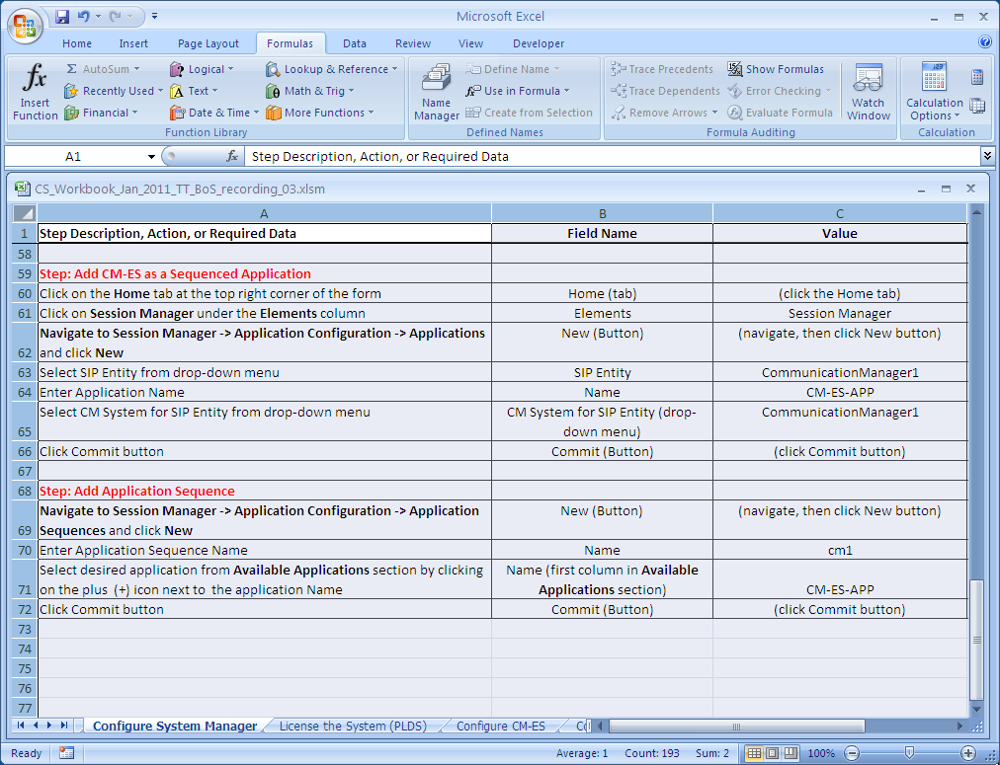 Microsoft Excel
Home Insert Page Layout Formulas Data Review View Developer
fx Insert Function
Σ AutoSum
Recently Used
Financial
Logical
Text
Date & Time
Lookup & Reference
Math & Trig
More Functions
Function Library
Name Manager
Define Name
Use in Formula
Create from Selection
Defined Names
Trace Precedents
Trace Dependents
Remove Arrows
Show Formulas
Error Checking
Evaluate Formula
Formula Auditing
Watch Window
Calculation Options
Calculation
A1 fx Step Description, Action, or Required Data
CS_Workbook_Jan_2011_TT_BoS_recording_03.xlsm
A B C
1 Step Description, Action, or Required Data Field Name Value
58
59 Step: Add CM-ES as a Sequenced Application
60 Click on the Home tab at the top right corner of the form Home (tab) (click the Home tab)
61 Click on Session Manager under the Elements column Elements Session Manager
Navigate to Session Manager -> Application Configuration -> Applications New (Button) (navigate, then click New button)
62 and click New
63 Select SIP Entity from drop-down menu SIP Entity CommunicationManager1
64 Enter Application Name Name CM-ES-APP
Select CM System for SIP Entity from drop-down menu CM System for SIP Entity (drop- CommunicationManager1
65 down menu)
66 Click Commit button Commit (Button) (click Commit button)
67
68 Step: Add Application Sequence
Navigate to Session Manager -> Application Configuration -> Application New (Button) (navigate, then click New button)
69 Sequences and click New
70 Enter Application Sequence Name Name cm1
Select desired application from Available Applications section by clicking Name (first column in Available
71 on the plus (+) icon next to the application Name Applications section) CM-ES-APP
72 Click Commit button Commit (Button) (click Commit button)
73
74
75
76
77
Configure System Manager License the System (PLDS) Configure CM-ES
Ready Average: 1 Count: 193 Sum: 2 100%